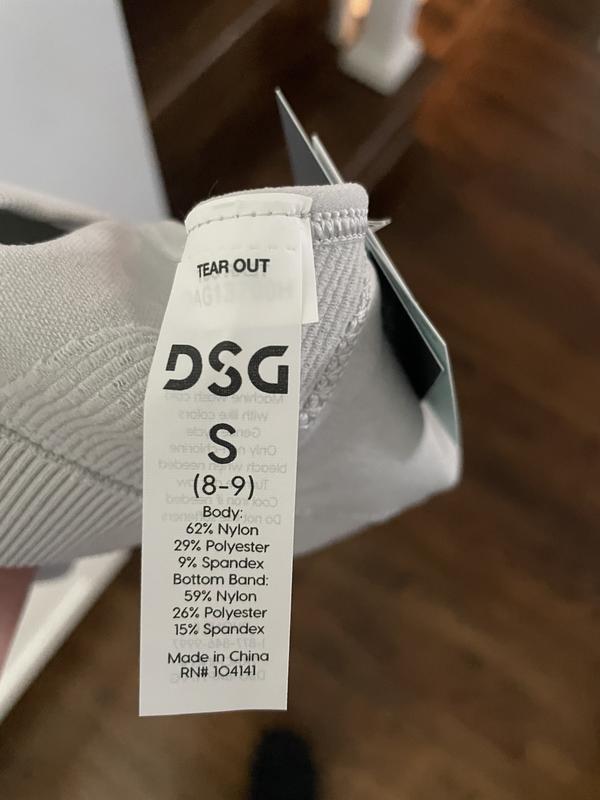 TEAR OUT
DSG
S
(8-9)
Body:
62% Nylon
29% Polyester
9% Spandex
Bottom Band:
59% Nylon
26% Polyester
15% Spandex
Made in China
RN# 104141